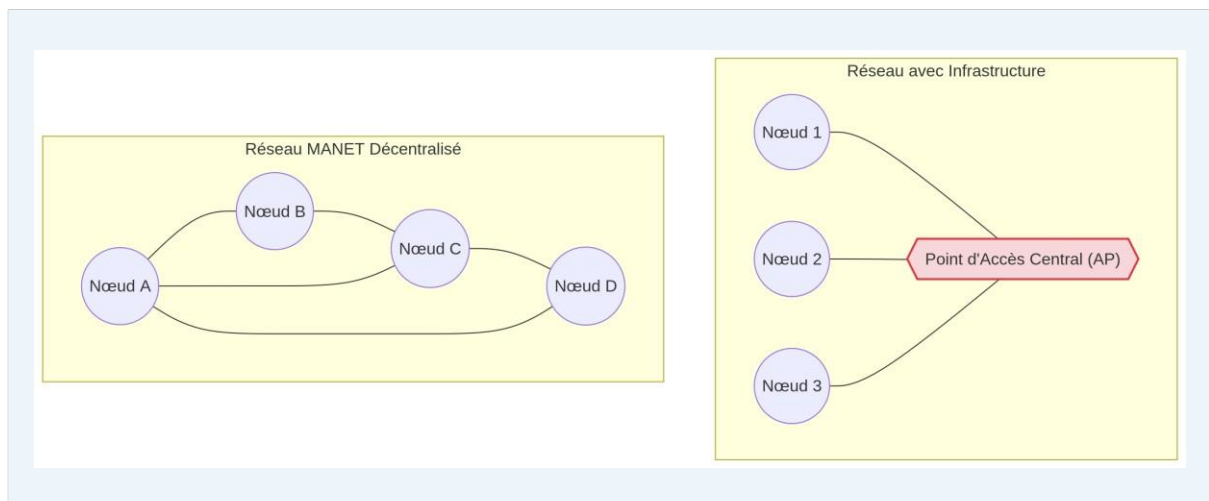 Réseau MANET Décentralisé
Nœud A
Nœud B
Nœud C
Nœud D
Réseau avec Infrastructure
Nœud 1
Nœud 2
Nœud 3
Point d'Accès Central (AP)